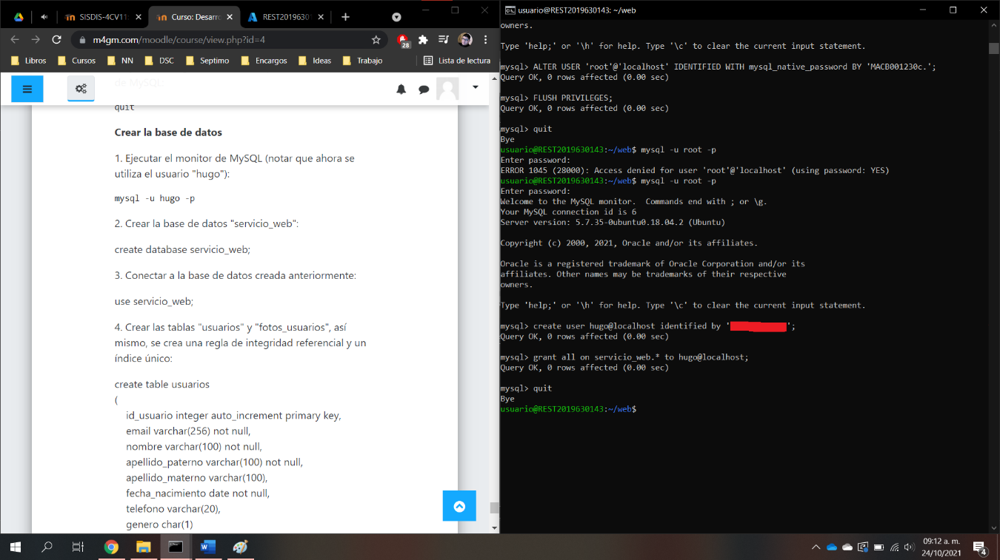 SISDIS-4CV11
Curso: Desarro
REST2019630
m4gm.com/moodle/course/view.php?id=4
28
Libros
Cursos
NN
DSC
Septimo
Encargos
Ideas
Trabajo
Lista de lectura
de MySQL:
quit
Crear la base de datos
1. Ejecutar el monitor de MySQL (notar que ahora se
utiliza el usuario "hugo"):
mysql -u hugo -p
2. Crear la base de datos "servicio_web":
create database servicio_web;
3. Conectar a la base de datos creada anteriormente:
use servicio_web;
4. Crear las tablas "usuarios" y "fotos_usuarios", así
mismo, se crea una regla de integridad referencial y un
índice único:
create table usuarios
(
id_usuario integer auto_increment primary key,
email varchar(256) not null,
nombre varchar(100) not null,
apellido_paterno varchar(100) not null,
apellido_materno varchar(100),
fecha_nacimiento date not null,
telefono varchar(20),
genero char(1)
usuario@REST2019630143: ~/web
owners.
Type 'help;' or '\h' for help. Type '\c' to clear the current input statement.
mysql> ALTER USER 'root'@'localhost' IDENTIFIED WITH mysql_native_password BY 'MACB001230c.';
Query OK, 0 rows affected (0.00 sec)
mysql> FLUSH PRIVILEGES;
Query OK, 0 rows affected (0.00 sec)
mysql> quit
Bye
usuario@REST2019630143:~/web$ mysql -u root -p
Enter password:
ERROR 1045 (28000): Access denied for user 'root'@'localhost' (using password: YES)
usuario@REST2019630143:~/web$ mysql -u root -p
Enter password:
Welcome to the MySQL monitor.  Commands end with ; or \g.
Your MySQL connection id is 6
Server version: 5.7.35-0ubuntu0.18.04.2 (Ubuntu)
Copyright (c) 2000, 2021, Oracle and/or its affiliates.
Oracle is a registered trademark of Oracle Corporation and/or its
affiliates. Other names may be trademarks of their respective
owners.
Type 'help;' or '\h' for help. Type '\c' to clear the current input statement.
mysql> create user hugo@localhost identified by '';
Query OK, 0 rows affected (0.00 sec)
mysql> grant all on servicio_web.* to hugo@localhost;
Query OK, 0 rows affected (0.00 sec)
mysql> quit
Bye
usuario@REST2019630143:~/web$
09:12 a. m.
24/10/2021
4